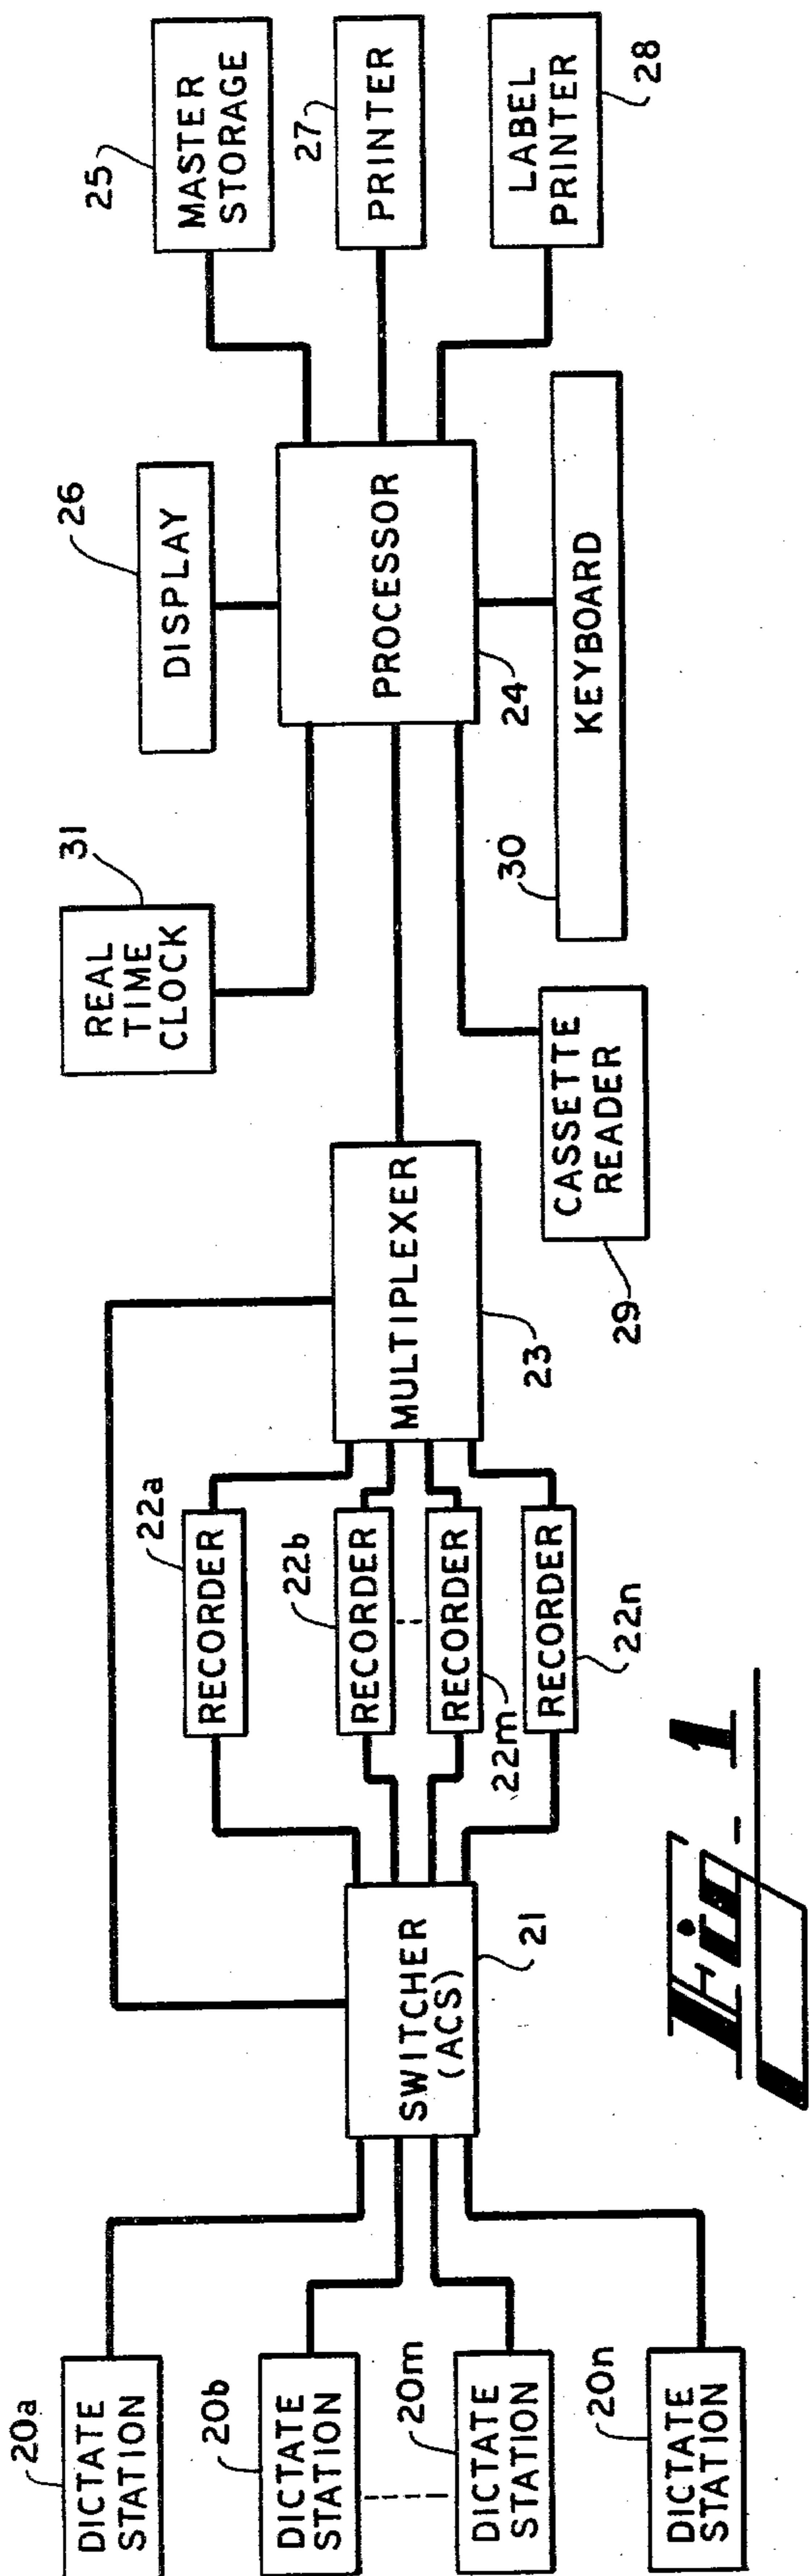 20a
DICTATE
STATION
20b
DICTATE
STATION
20m
DICTATE
STATION
20n
DICTATE
STATION
SWITCHER
(ACS)
21
22a
RECORDER
22b
RECORDER
RECORDER
22m
RECORDER
22n
MULTIPLEXER
23
31
REAL
TIME
CLOCK
CASSETTE
READER
29
26
DISPLAY
PROCESSOR
24
30
KEYBOARD
25
MASTER
STORAGE
27
PRINTER
LABEL
PRINTER
28
Fig_1